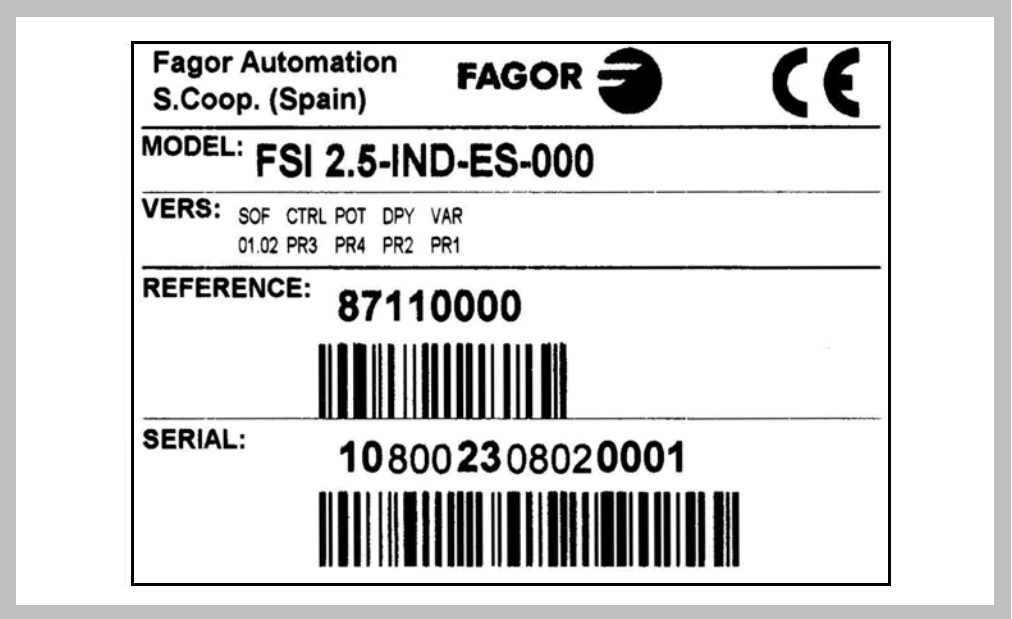 Fagor Automation
S.Coop. (Spain)
FAGOR
CE
MODEL: FSI 2.5-IND-ES-000
VERS: SOF CTRL POT DPY VAR
01.02 PR3 PR4 PR2 PR1
REFERENCE: 87110000
SERIAL: 108002308020001